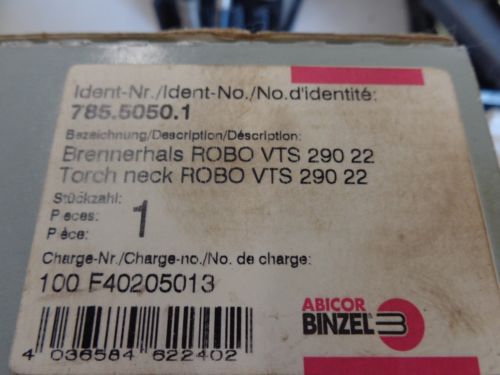 Ident-Nr./Ident-No./No.d'identité:
785.5050.1
Bezeichnung/Description/Déscription:
Brennerhals ROBO VTS 290 22
Torch neck ROBO VTS 290 22
Stückzahl:
Pieces:
Pièce:
1
Charge-Nr./Charge-no./No. de charge:
100 F40205013
ABICOR
BINZEL
4 036584 622402